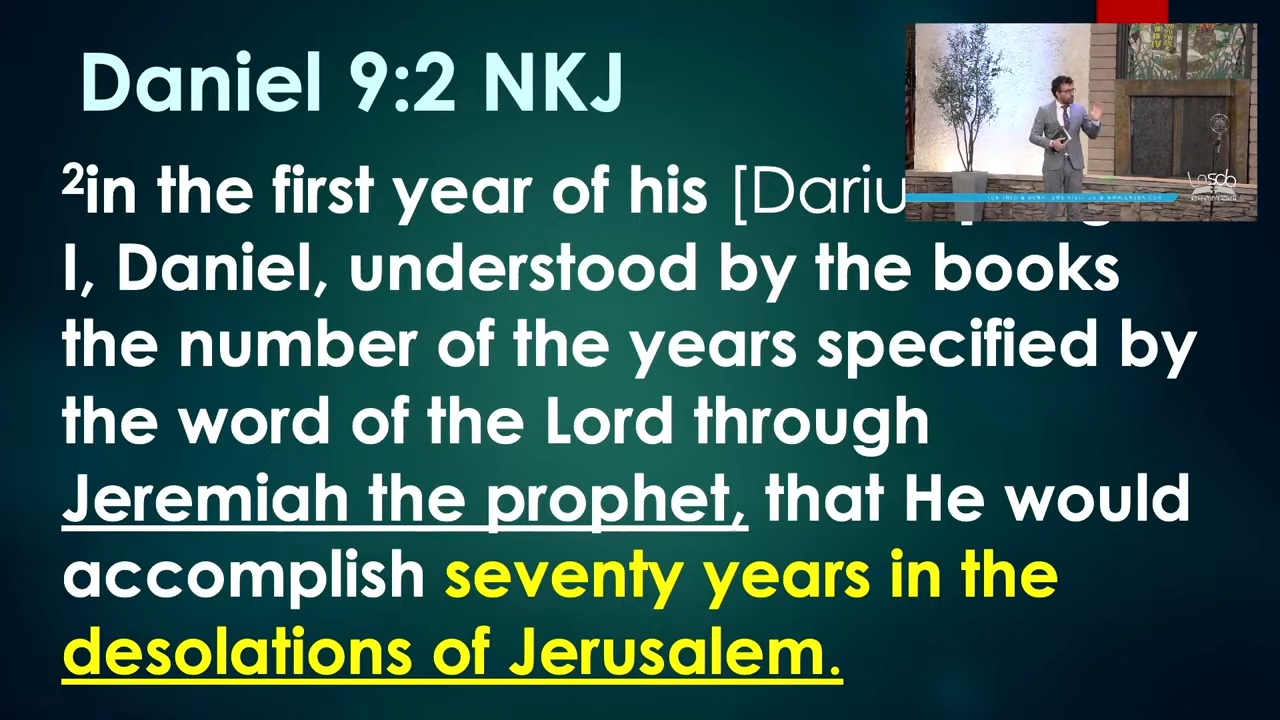 Daniel 9:2 NKJ
²in the first year of his [Dariu
I, Daniel, understood by the books
the number of the years specified by
the word of the Lord through
Jeremiah the prophet, that He would
accomplish seventy years in the
desolations of Jerusalem.